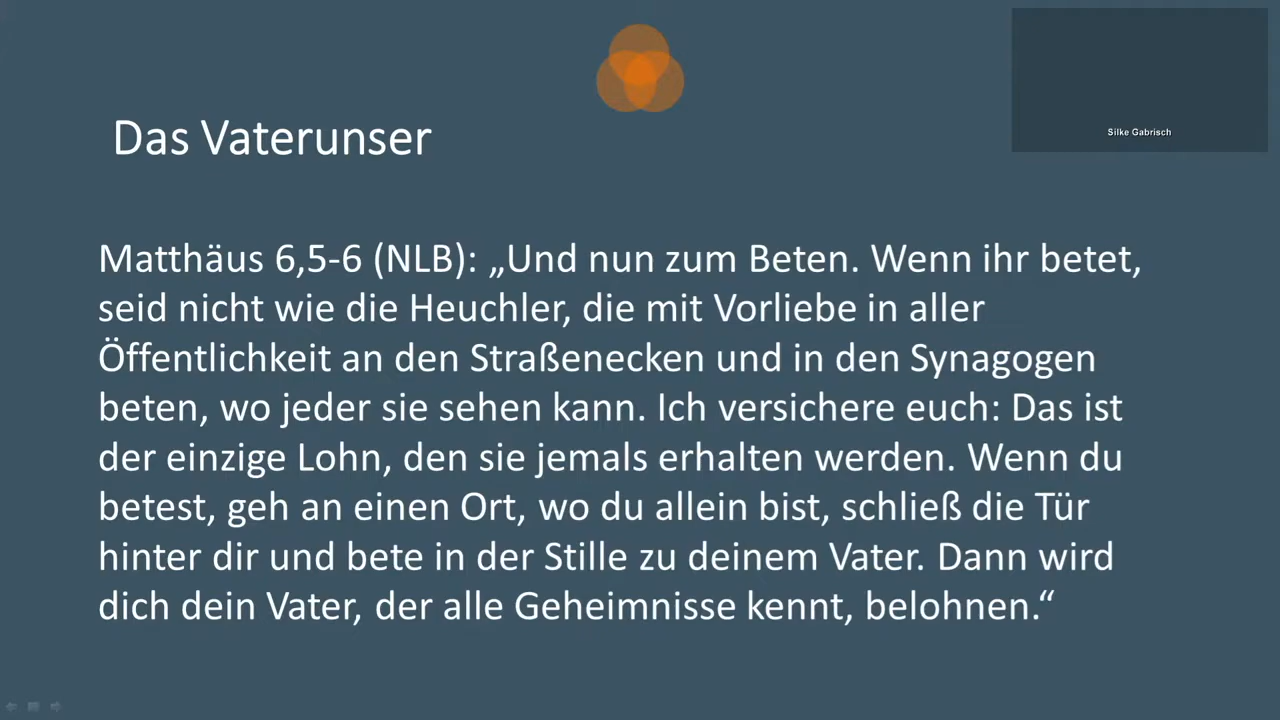 Silke Gabrisch
Das Vaterunser
Matthäus 6,5-6 (NLB): „Und nun zum Beten. Wenn ihr betet,
seid nicht wie die Heuchler, die mit Vorliebe in aller
Öffentlichkeit an den Straßenecken und in den Synagogen
beten, wo jeder sie sehen kann. Ich versichere euch: Das ist
der einzige Lohn, den sie jemals erhalten werden. Wenn du
betest, geh an einen Ort, wo du allein bist, schließ die Tür
hinter dir und bete in der Stille zu deinem Vater. Dann wird
dich dein Vater, der alle Geheimnisse kennt, belohnen.“